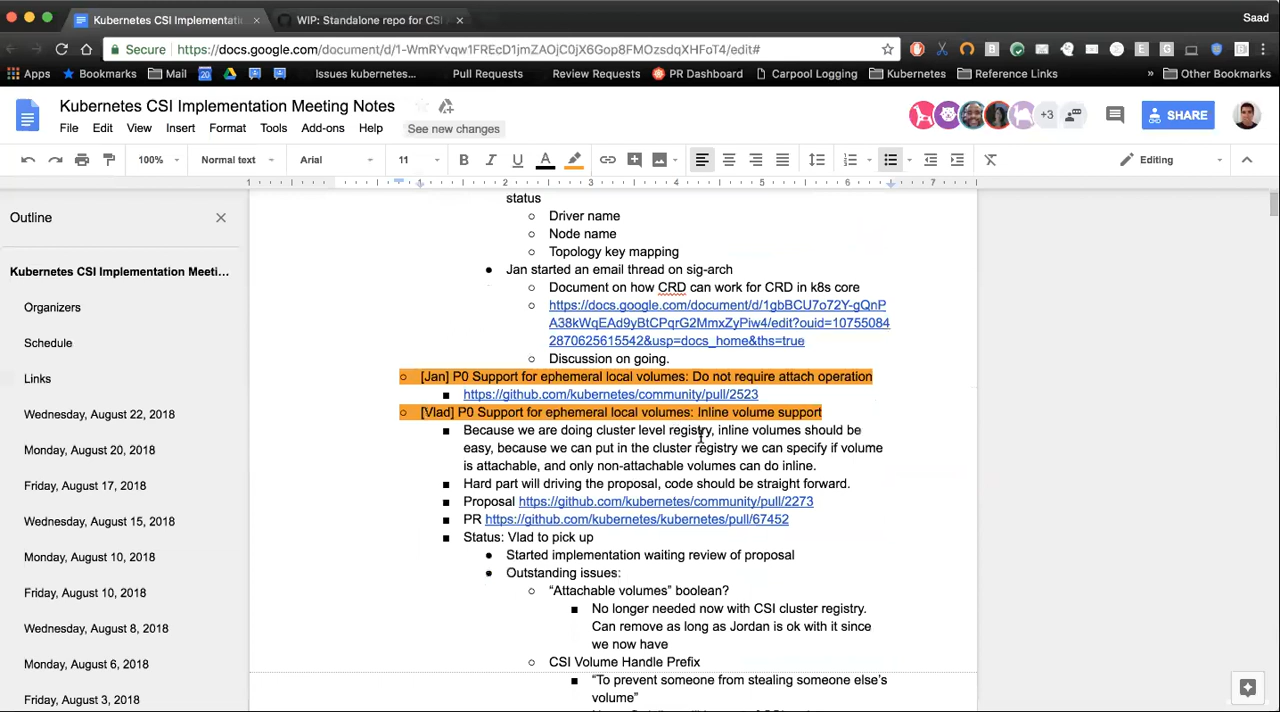 Kubernetes CSI Implementati
WIP: Standalone repo for CSI
Saad
Secure
https://docs.google.com/document/d/1-WmRYvqw1FREcD1jmZAOjC0jX6Gop8FMOzsdqXHFoT4/edit#
Apps
Bookmarks
Mail
Issues kubernetes...
Pull Requests
Review Requests
PR Dashboard
Carpool Logging
Kubernetes
Reference Links
»
Other Bookmarks
Kubernetes CSI Implementation Meeting Notes
File Edit View Insert Format Tools Add-ons Help
See new changes
+3
SHARE
100%
Normal text
Arial
11
B I U A
Editing
1 1 2 3 4 5 6 7
Outline
Kubernetes CSI Implementation Meeti...
Organizers
Schedule
Links
Wednesday, August 22, 2018
Monday, August 20, 2018
Friday, August 17, 2018
Wednesday, August 15, 2018
Monday, August 10, 2018
Friday, August 10, 2018
Wednesday, August 8, 2018
Monday, August 6, 2018
Friday, August 3, 2018
status
Driver name
Node name
Topology key mapping
Jan started an email thread on sig-arch
Document on how CRD can work for CRD in k8s core
https://docs.google.com/document/d/1gbBCU7o72Y-gQnP
A38kWqEAd9yBtCPqrG2MmxZyPiw4/edit?ouid=10755084
2870625615542&usp=docs_home&ths=true
Discussion on going.
[Jan] P0 Support for ephemeral local volumes: Do not require attach operation
https://github.com/kubernetes/community/pull/2523
[Vlad] P0 Support for ephemeral local volumes: Inline volume support
Because we are doing cluster level registry, inline volumes should be
easy, because we can put in the cluster registry we can specify if volume
is attachable, and only non-attachable volumes can do inline.
Hard part will driving the proposal, code should be straight forward.
Proposal https://github.com/kubernetes/community/pull/2273
PR https://github.com/kubernetes/kubernetes/pull/67452
Status: Vlad to pick up
Started implementation waiting review of proposal
Outstanding issues:
“Attachable volumes” boolean?
No longer needed now with CSI cluster registry.
Can remove as long as Jordan is ok with it since
we now have
CSI Volume Handle Prefix
“To prevent someone from stealing someone else’s
volume”